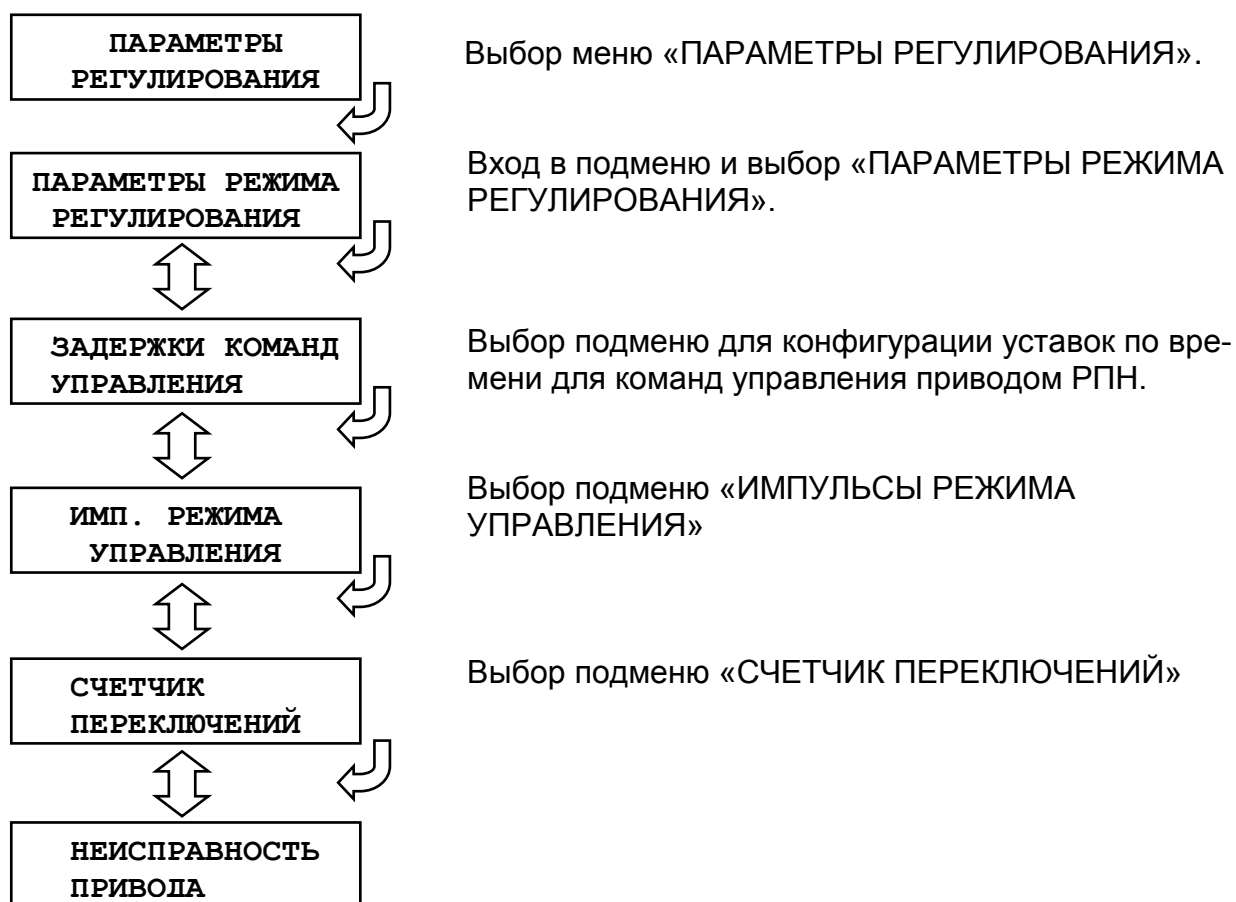 ПАРАМЕТРЫ
РЕГУЛИРОВАНИЯ
Выбор меню «ПАРАМЕТРЫ РЕГУЛИРОВАНИЯ».
ПАРАМЕТРЫ РЕЖИМА
РЕГУЛИРОВАНИЯ
Вход в подменю и выбор «ПАРАМЕТРЫ РЕЖИМА
РЕГУЛИРОВАНИЯ».
ЗАДЕРЖКИ КОМАНД
УПРАВЛЕНИЯ
Выбор подменю для конфигурации уставок по вре-
мени для команд управления приводом РПН.
ИМП. РЕЖИМА
УПРАВЛЕНИЯ
Выбор подменю «ИМПУЛЬСЫ РЕЖИМА
УПРАВЛЕНИЯ»
СЧЕТЧИК
ПЕРЕКЛЮЧЕНИЙ
Выбор подменю «СЧЕТЧИК ПЕРЕКЛЮЧЕНИЙ»
НЕИСПРАВНОСТЬ
ПРИВОДА